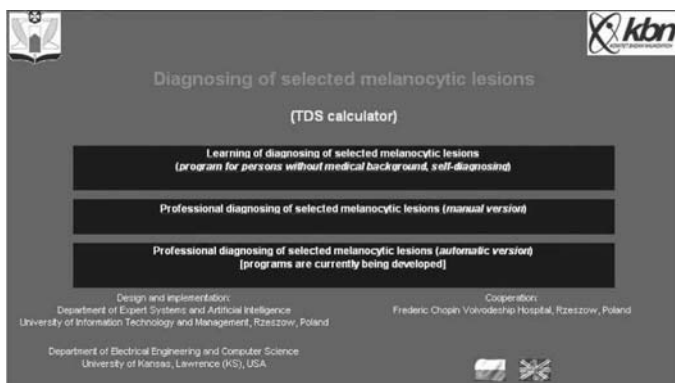 kbn
KOMITET BADAŃ NAUKOWYCH
Diagnosing of selected melanocytic lesions
(TDS calculator)
Learning of diagnosing of selected melanocytic lesions
(program for persons without medical background, self-diagnosing)
Professional diagnosing of selected melanocytic lesions (manual version)
Professional diagnosing of selected melanocytic lesions (automatic version)
[programs are currently being developed]
Design and implementation:
Department of Expert Systems and Artificial Intelligence
University of Information Technology and Management, Rzeszow, Poland
Cooperation:
Frederic Chopin Voivodeship Hospital, Rzeszow, Poland
Department of Electrical Engineering and Computer Science
University of Kansas, Lawrence (KS), USA